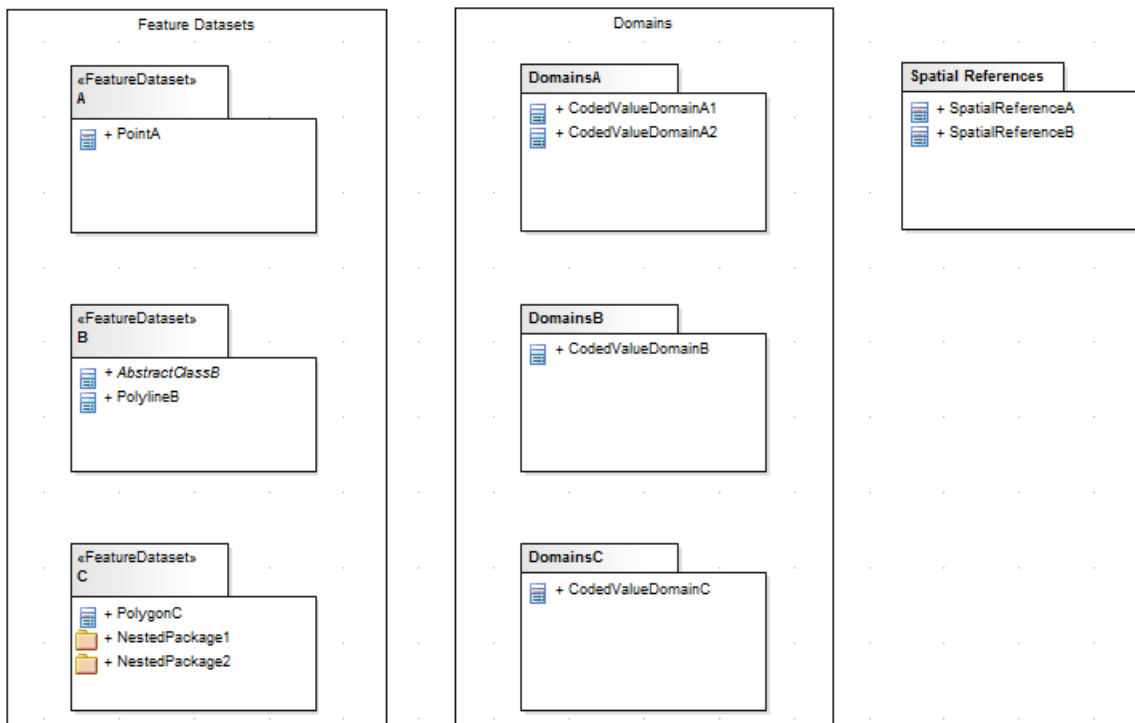 Feature Datasets
«FeatureDataset»
A
+ PointA
«FeatureDataset»
B
+ AbstractClassB
+ PolylineB
«FeatureDataset»
C
+ PolygonC
+ NestedPackage1
+ NestedPackage2
Domains
DomainsA
+ CodedValueDomainA1
+ CodedValueDomainA2
DomainsB
+ CodedValueDomainB
DomainsC
+ CodedValueDomainC
Spatial References
+ SpatialReferenceA
+ SpatialReferenceB